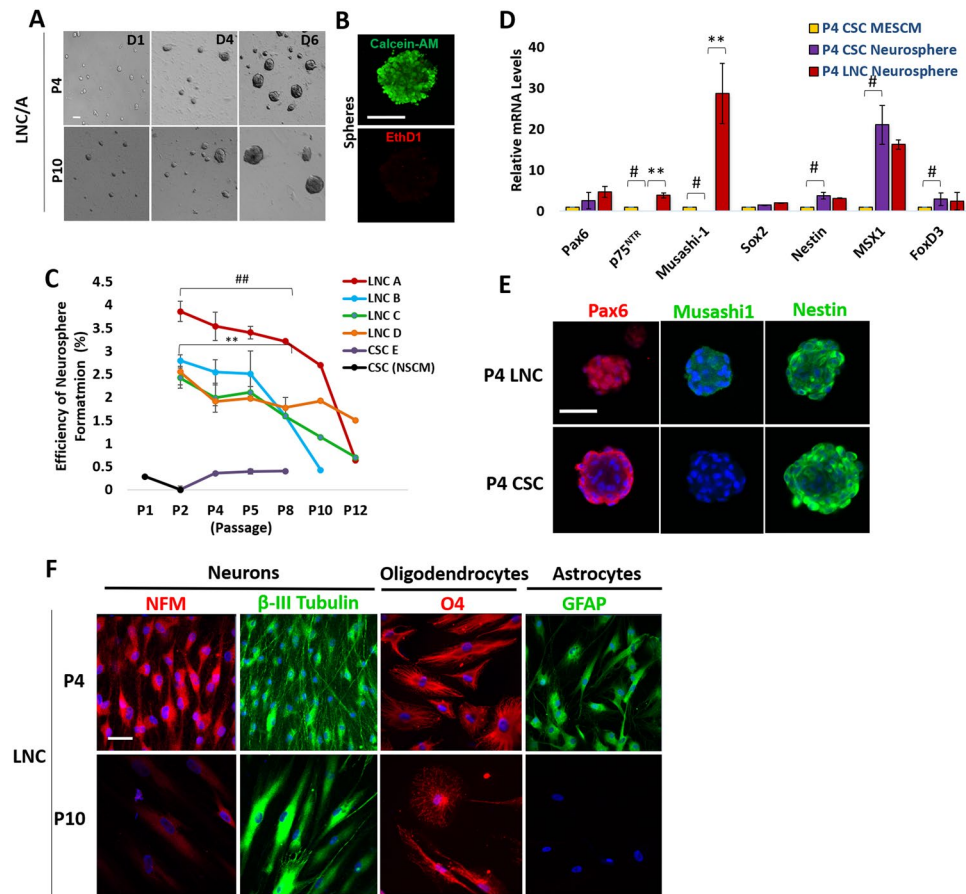 A
D1
D4
D6
LNC/A
P4
P10
B
Calcein-AM
EthD1
Spheres
D
P4 CSC MESCM
P4 CSC Neurosphere
P4 LNC Neurosphere
Relative mRNA Levels
40
30
20
10
0
#
**
#
**
#
#
#
Pax6
p75ᴺᵀᴿ
Musashi-1
Sox2
Nestin
MSX1
FoxD3
C
Efficiency of Neurosphere
Formatmion (%)
4.5
4
3.5
3
2.5
2
1.5
1
0.5
0
##
**
LNC A
LNC B
LNC C
LNC D
CSC E
CSC (NSCM)
P1 P2 P4 P5 P8 P10 P12
(Passage)
E
Pax6 Musashi1 Nestin
P4 LNC
P4 CSC
F
Neurons Oligodendrocytes Astrocytes
NFM β-III Tubulin O4 GFAP
LNC
P4
P10